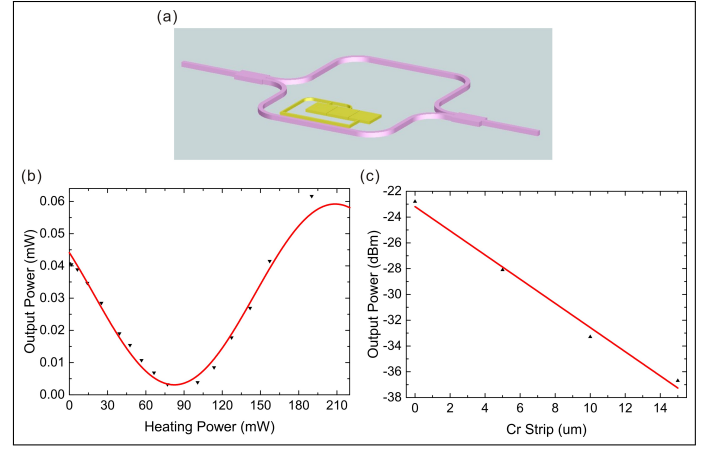 (a)
(b)
0.06
0.05
0.04
0.03
0.02
0.01
0.00
Output Power (mW)
0 30 60 90 120 150 180 210
Heating Power (mW)
(c)
-22
-24
-26
-28
-30
-32
-34
-36
-38
Output Power (dBm)
0 2 4 6 8 10 12 14
Cr Strip (um)